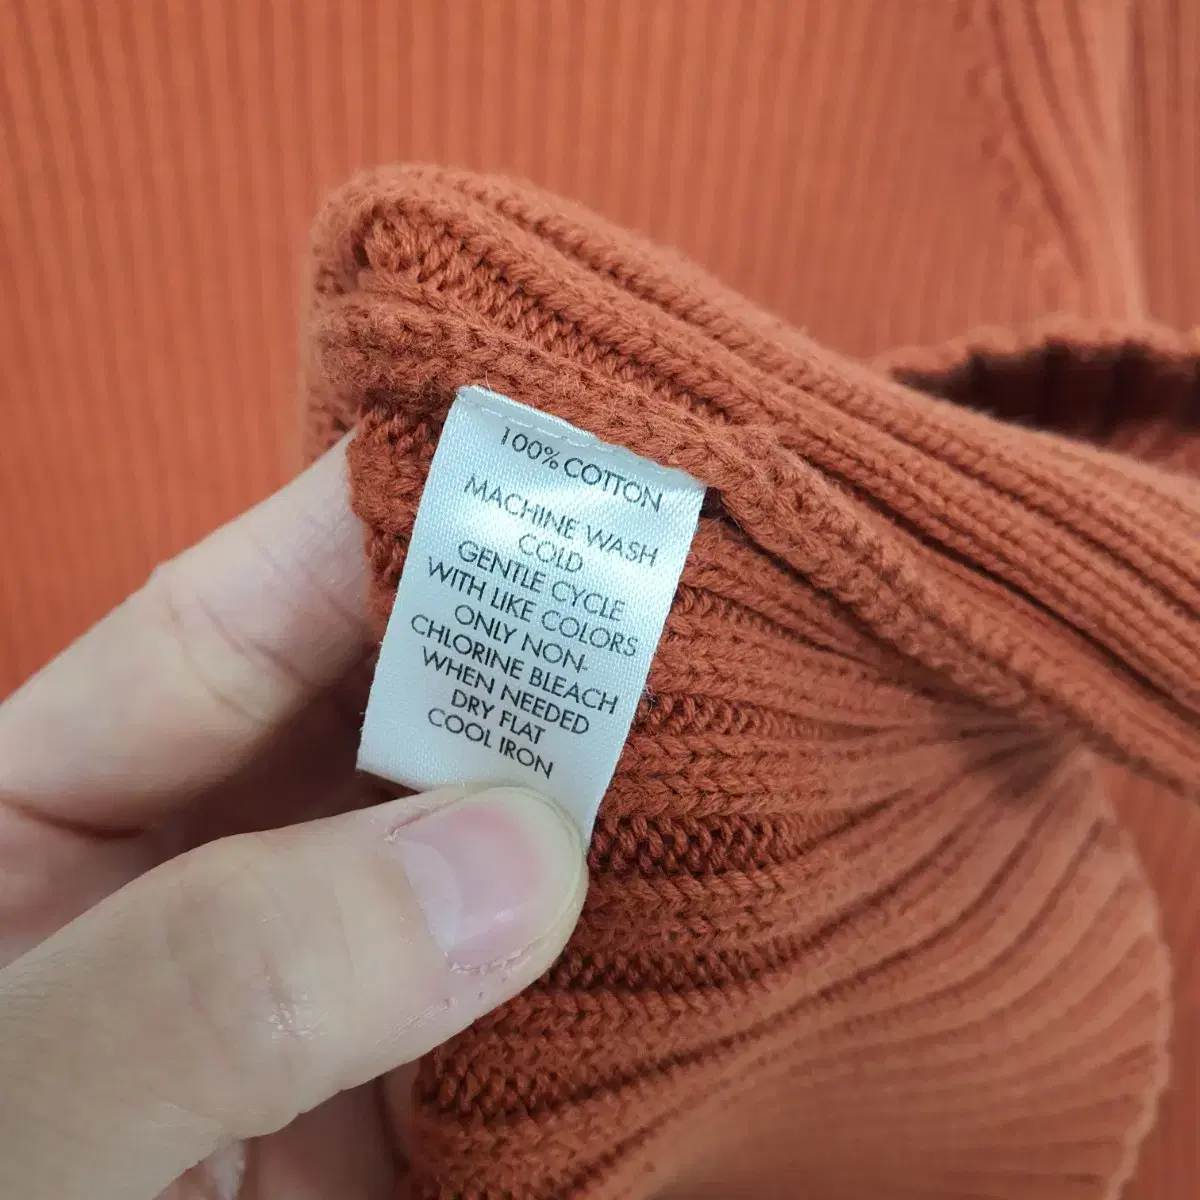 100% COTTON
MACHINE WASH
COLD
GENTLE CYCLE
WITH LIKE COLORS
ONLY NON-
CHLORINE BLEACH
WHEN NEEDED
DRY FLAT
COOL IRON